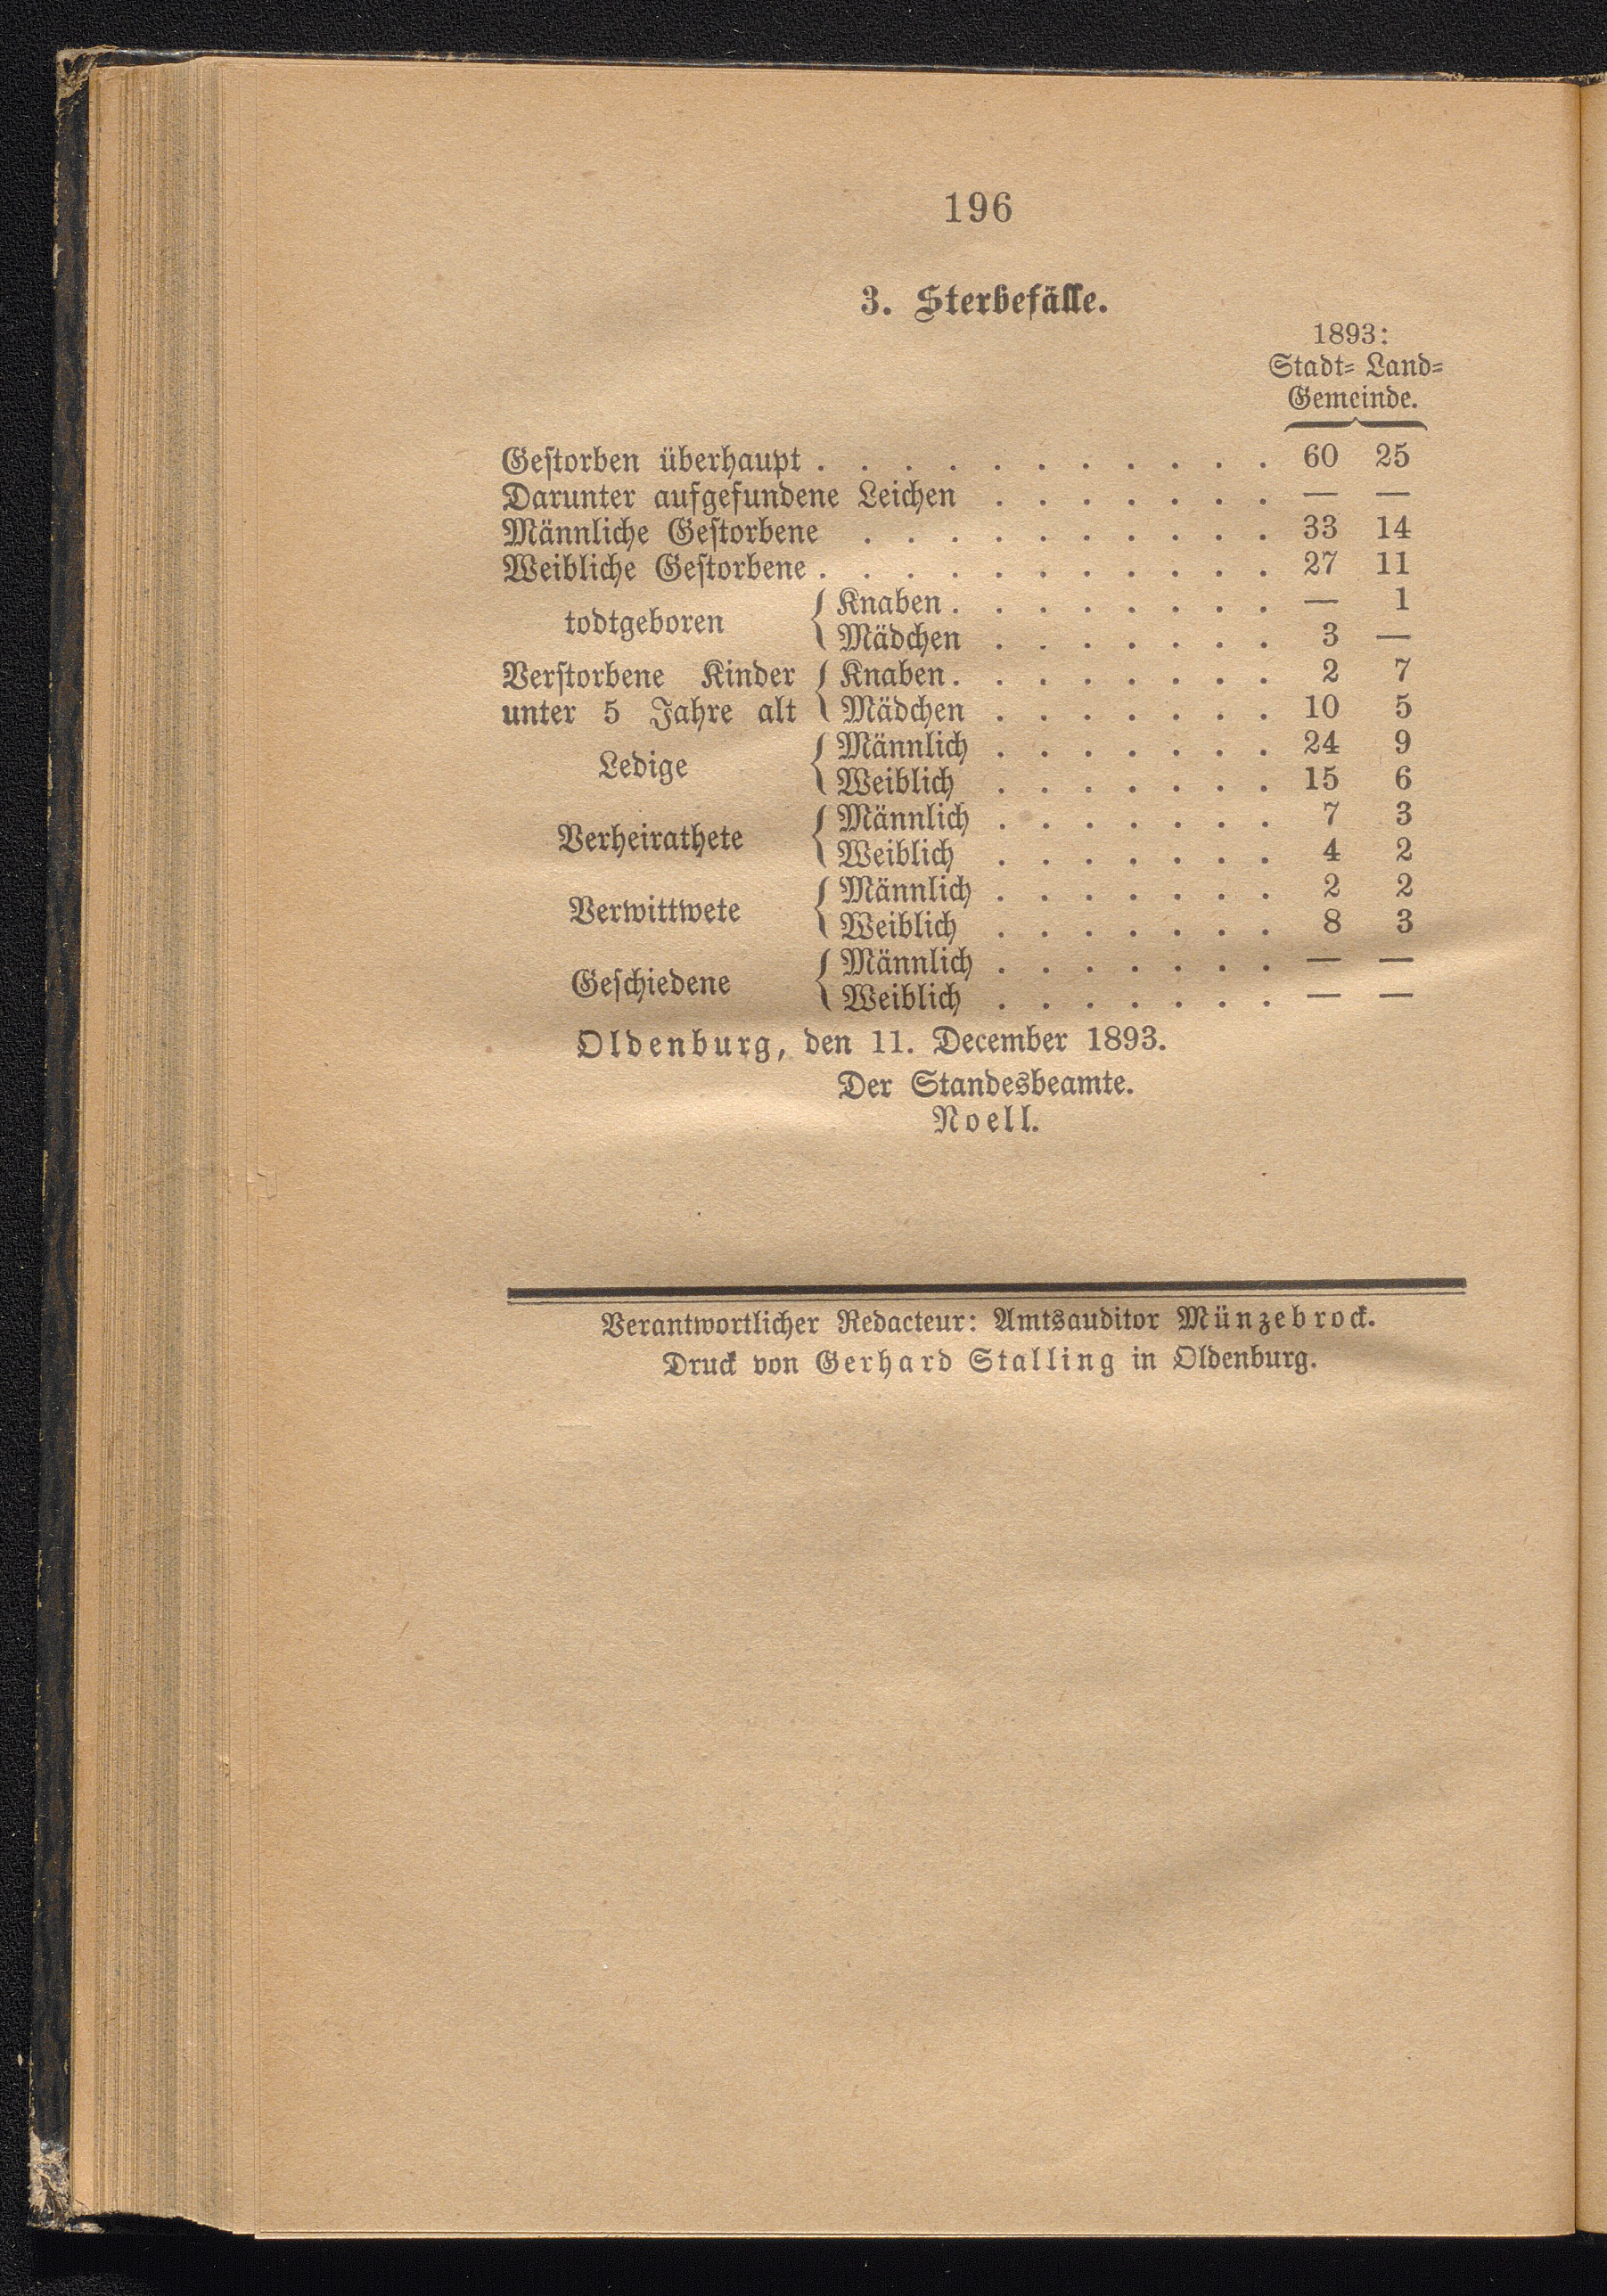 196
3. Sterbefälle.
1893:
Stadt= Land=
Gemeinde.
Gestorben überhaupt . . . . . . . . . . . 60 25
Darunter aufgefundene Leichen . . . . . . . — —
Männliche Gestorbene . . . . . . . . . . 33 14
Weibliche Gestorbene . . . . . . . . . . . 27 11
todtgeboren { Knaben . . . . . . . . — 1
Mädchen . . . . . . . 3 —
Verstorbene Kinder { Knaben . . . . . . . . 2 7
unter 5 Jahre alt Mädchen . . . . . . . 10 5
Ledige { Männlich . . . . . . . 24 9
Weiblich . . . . . . . 15 6
Verheirathete { Männlich . . . . . . . 7 3
Weiblich . . . . . . . 4 2
Verwittwete { Männlich . . . . . . . 2 2
Weiblich . . . . . . . 8 3
Geschiedene { Männlich . . . . . . . — —
Weiblich . . . . . . . — —
Oldenburg, den 11. December 1893.
Der Standesbeamte.
Noell.
Verantwortlicher Redacteur: Amtsauditor Münzebrock.
Druck von Gerhard Stalling in Oldenburg.